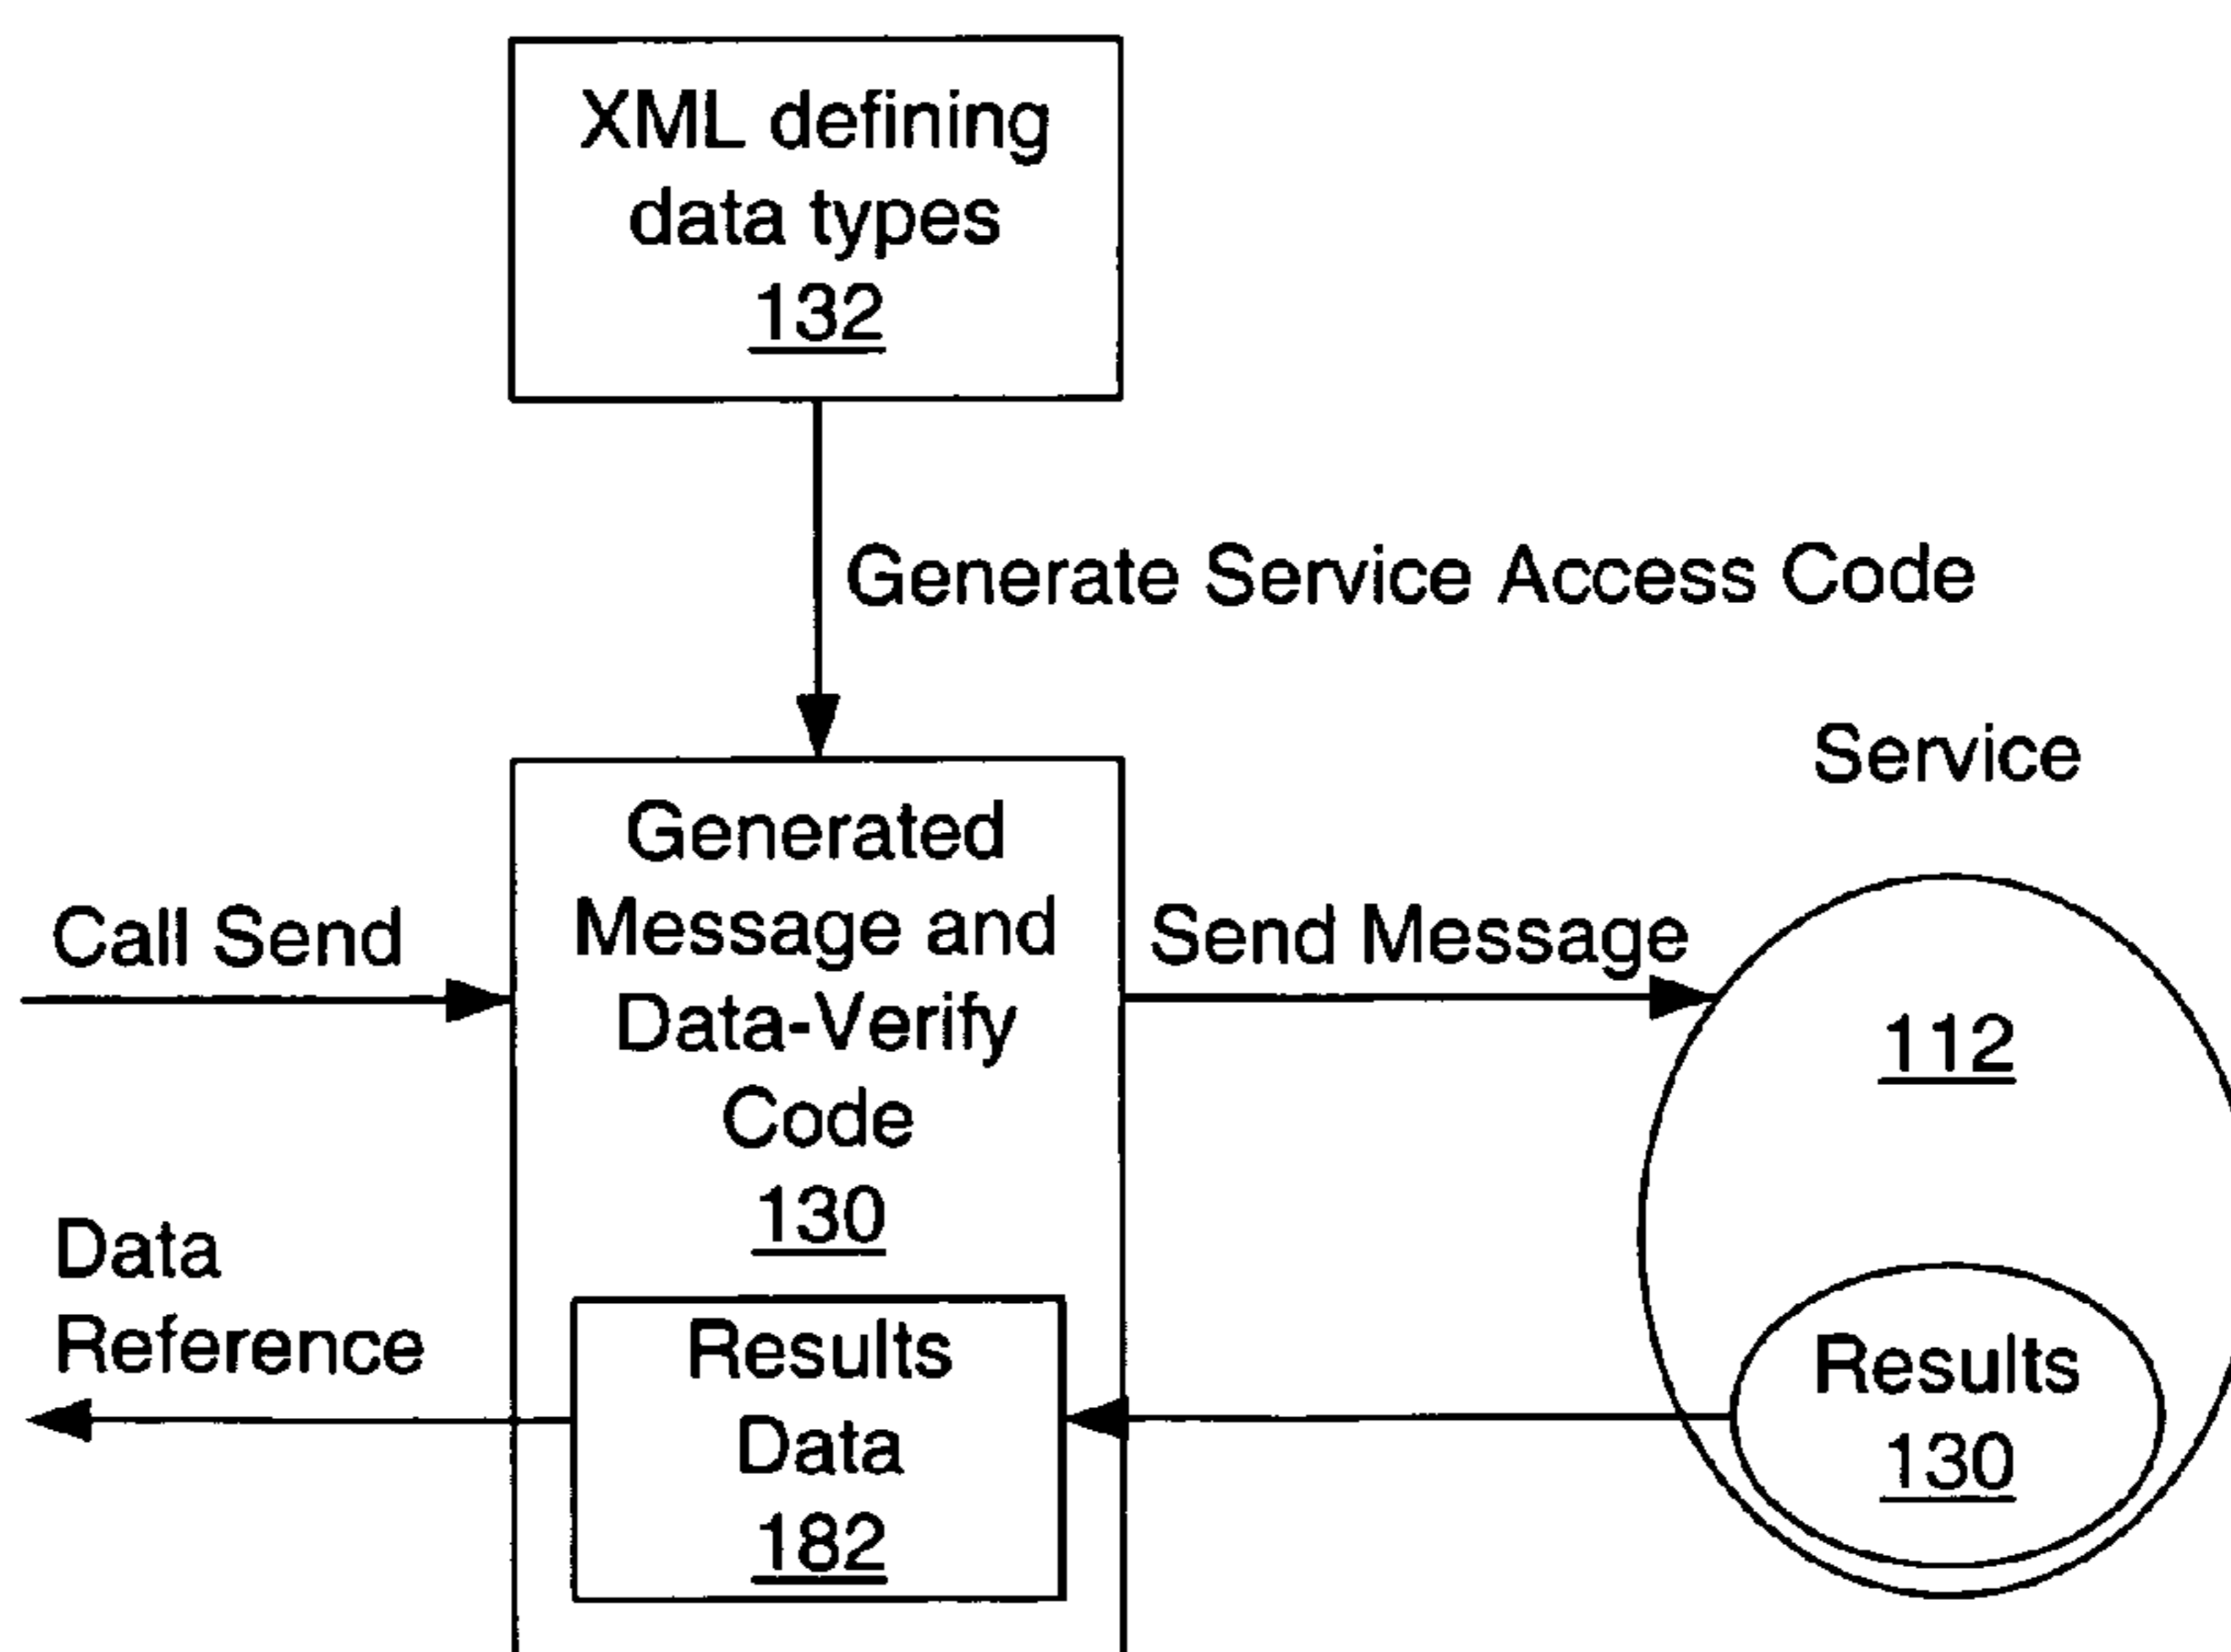 XML defining
data types
132
Generate Service Access Code
Service
Generated
Message and
Data-Verify
Code
130
Call Send
Send Message
112
Data
Reference
Results
Data
182
Results
130